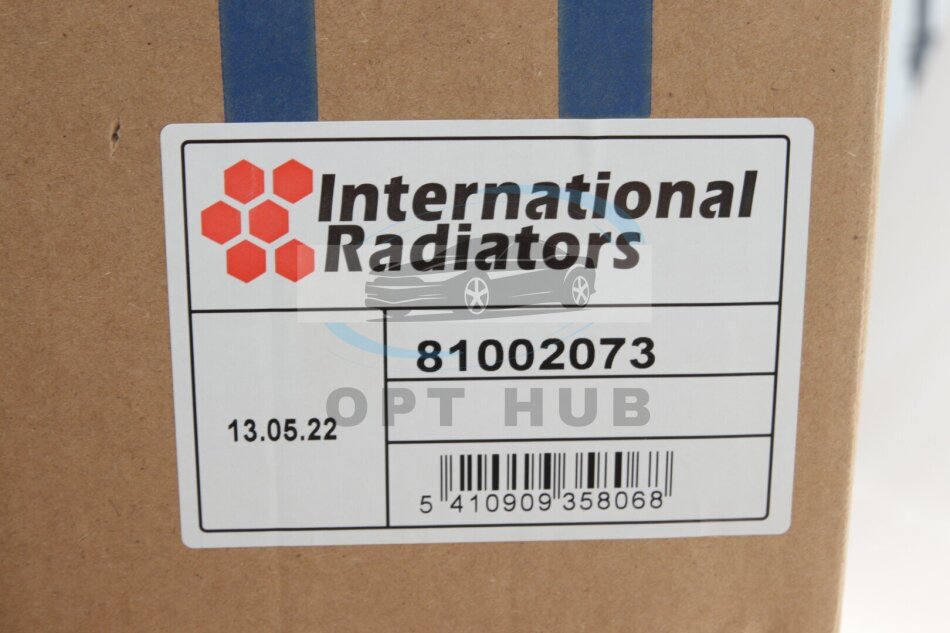 International
Radiators
81002073
OPT HUB
13.05.22
5 410909 358068